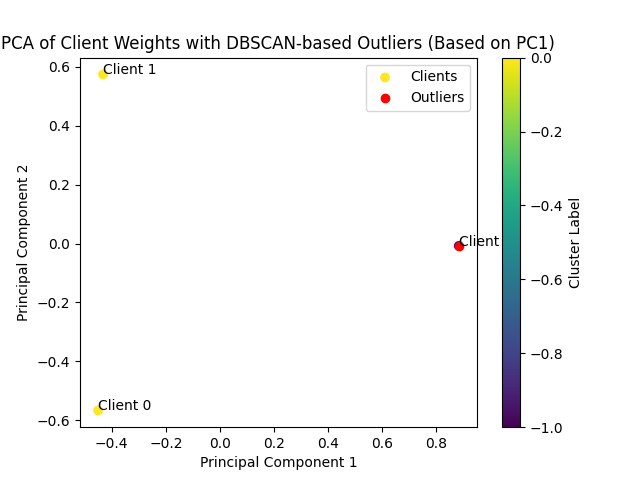 PCA of Client Weights with DBSCAN-based Outliers (Based on PC1)
Clients
Outliers
Client 1
Client
Client 0
0.6
0.4
0.2
0.0
−0.2
−0.4
−0.6
Principal Component 2
−0.4
−0.2
0.0
0.2
0.4
0.6
0.8
Principal Component 1
0.0
−0.2
−0.4
−0.6
−0.8
−1.0
Cluster Label